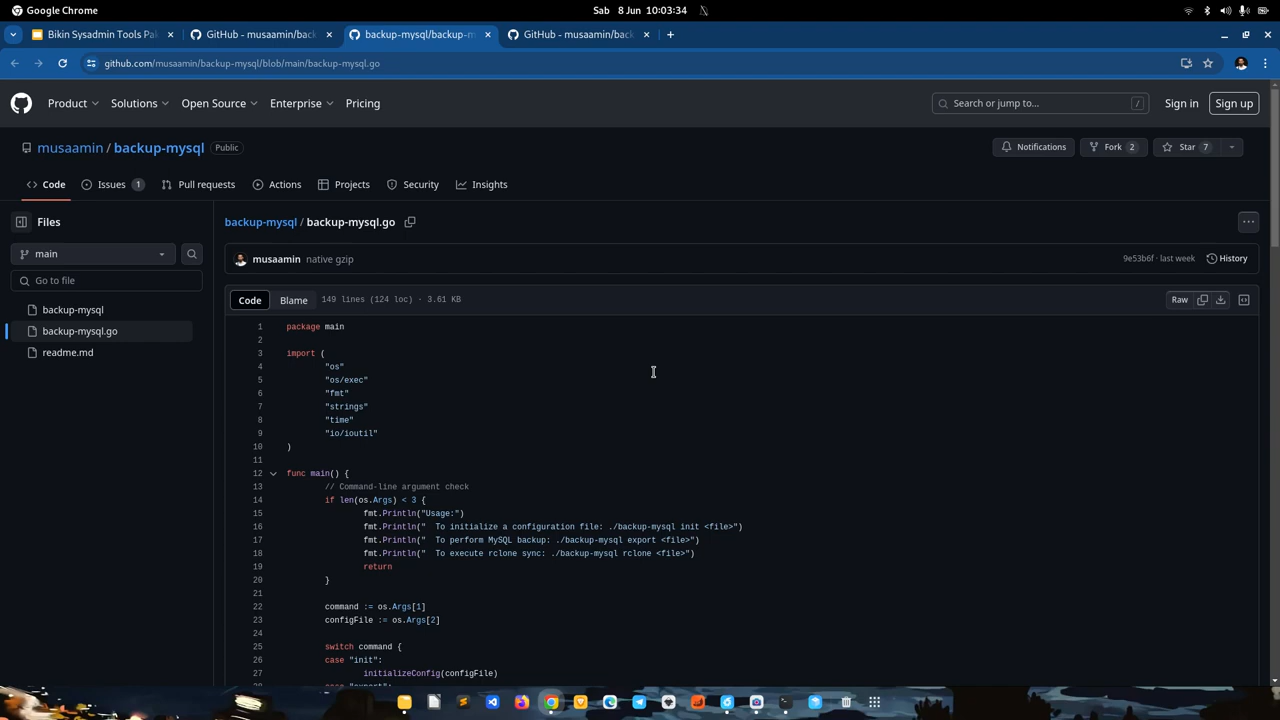 Google Chrome
Sab 8 Jun 10:03:34
Bikin Sysadmin Tools Pa
GitHub - musaamin/bac
backup-mysql/backup-m
GitHub - musaamin/bac
github.com/musaamin/backup-mysql/blob/main/backup-mysql.go
Product
Solutions
Open Source
Enterprise
Pricing
Search or jump to...
/
Sign in
Sign up
musaamin / backup-mysql
Public
Notifications
Fork 2
Star 7
Code
Issues 1
Pull requests
Actions
Projects
Security
Insights
Files
main
Go to file
backup-mysql
backup-mysql.go
readme.md
backup-mysql / backup-mysql.go
musaamin native gzip
9e53b6f · last week
History
Code
Blame
149 lines (124 loc) · 3.61 KB
Raw
1 package main
2
3 import (
4 "os"
5 "os/exec"
6 "fmt"
7 "strings"
8 "time"
9 "io/ioutil"
10 )
11
12 func main() {
13 // Command-line argument check
14 if len(os.Args) < 3 {
15 fmt.Println("Usage:")
16 fmt.Println("  To initialize a configuration file: ./backup-mysql init <file>")
17 fmt.Println("  To perform MySQL backup: ./backup-mysql export <file>")
18 fmt.Println("  To execute rclone sync: ./backup-mysql rclone <file>")
19 return
20 }
21
22 command := os.Args[1]
23 configFile := os.Args[2]
24
25 switch command {
26 case "init":
27 initializeConfig(configFile)
28 case "export":